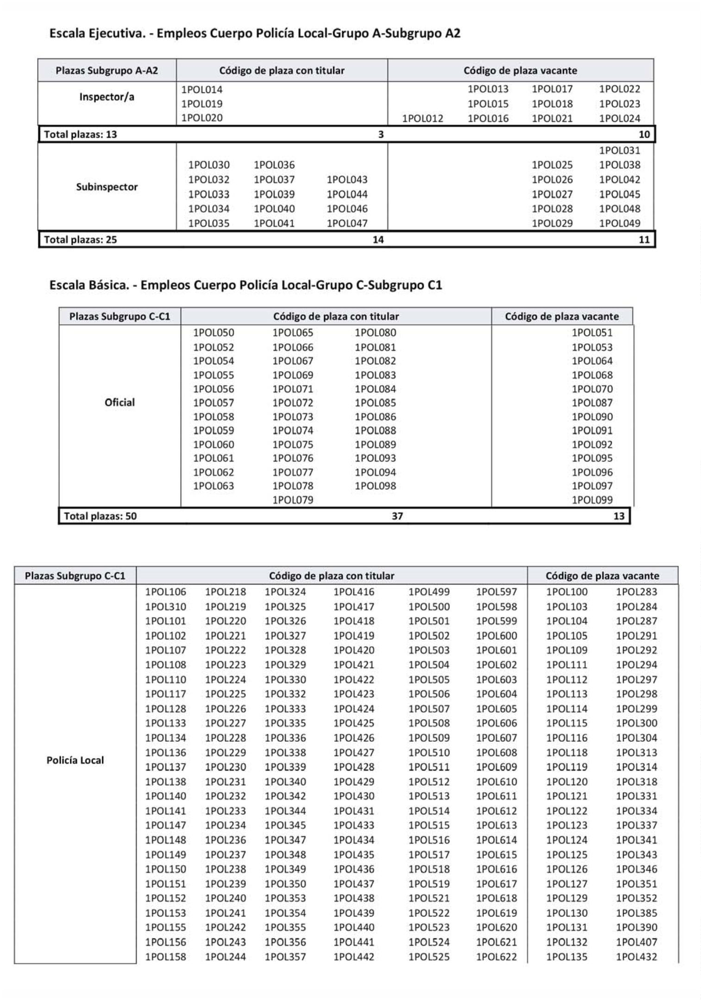 Escala Ejecutiva. - Empleos Cuerpo Policía Local-Grupo A-Subgrupo A2
Plazas Subgrupo A-A2 Código de plaza con titular Código de plaza vacante
1POL014 1POL013 1POL017 1POL022
Inspector/a
1POL019 1POL015 1POL018 1POL023
1POL020 1POL012 1POL016 1POL021 1POL024
Total plazas: 13 3 10
1POL031
1POL030 1POL036 1POL025 1POL038
1POL032 1POL037 1POL043 1POL026 1POL042
Subinspector
1POL033 1POL039 1POL044 1POL027 1POL045
1POL034 1POL040 1POL046 1POL028 1POL048
1POL035 1POL041 1POL047 1POL029 1POL049
Total plazas: 25 14 11
Escala Básica. - Empleos Cuerpo Policía Local-Grupo C-Subgrupo C1
Plazas Subgrupo C-C1 Código de plaza con titular Código de plaza vacante
1POL050 1POL065 1POL080 1POL051
1POL052 1POL066 1POL081 1POL053
1POL054 1POL067 1POL082 1POL064
1POL055 1POL069 1POL083 1POL068
1POL056 1POL071 1POL084 1POL070
Oficial 1POL057 1POL072 1POL085 1POL087
1POL058 1POL073 1POL086 1POL090
1POL059 1POL074 1POL088 1POL091
1POL060 1POL075 1POL089 1POL092
1POL061 1POL076 1POL093 1POL095
1POL062 1POL077 1POL094 1POL096
1POL063 1POL078 1POL098 1POL097
1POL079 1POL099
Total plazas: 50 37 13
Plazas Subgrupo C-C1 Código de plaza con titular Código de plaza vacante
1POL106 1POL218 1POL324 1POL416 1POL499 1POL597 1POL100 1POL283
1POL310 1POL219 1POL325 1POL417 1POL500 1POL598 1POL103 1POL284
1POL101 1POL220 1POL326 1POL418 1POL501 1POL599 1POL104 1POL287
1POL102 1POL221 1POL327 1POL419 1POL502 1POL600 1POL105 1POL291
1POL107 1POL222 1POL328 1POL420 1POL503 1POL601 1POL109 1POL292
1POL108 1POL223 1POL329 1POL421 1POL504 1POL602 1POL111 1POL294
1POL110 1POL224 1POL330 1POL422 1POL505 1POL603 1POL112 1POL297
1POL117 1POL225 1POL332 1POL423 1POL506 1POL604 1POL113 1POL298
1POL128 1POL226 1POL333 1POL424 1POL507 1POL605 1POL114 1POL299
1POL133 1POL227 1POL335 1POL425 1POL508 1POL606 1POL115 1POL300
1POL134 1POL228 1POL336 1POL426 1POL509 1POL607 1POL116 1POL304
1POL136 1POL229 1POL338 1POL427 1POL510 1POL608 1POL118 1POL313
Policía Local
1POL137 1POL230 1POL339 1POL428 1POL511 1POL609 1POL119 1POL314
1POL138 1POL231 1POL340 1POL429 1POL512 1POL610 1POL120 1POL318
1POL140 1POL232 1POL342 1POL430 1POL513 1POL611 1POL121 1POL331
1POL141 1POL233 1POL344 1POL431 1POL514 1POL612 1POL122 1POL334
1POL147 1POL234 1POL345 1POL433 1POL515 1POL613 1POL123 1POL337
1POL148 1POL236 1POL347 1POL434 1POL516 1POL614 1POL124 1POL341
1POL149 1POL237 1POL348 1POL435 1POL517 1POL615 1POL125 1POL343
1POL150 1POL238 1POL349 1POL436 1POL518 1POL616 1POL126 1POL346
1POL151 1POL239 1POL350 1POL437 1POL519 1POL617 1POL127 1POL351
1POL152 1POL240 1POL353 1POL438 1POL521 1POL618 1POL129 1POL352
1POL153 1POL241 1POL354 1POL439 1POL522 1POL619 1POL130 1POL385
1POL155 1POL242 1POL355 1POL440 1POL523 1POL620 1POL131 1POL390
1POL156 1POL243 1POL356 1POL441 1POL524 1POL621 1POL132 1POL407
1POL158 1POL244 1POL357 1POL442 1POL525 1POL622 1POL135 1POL432